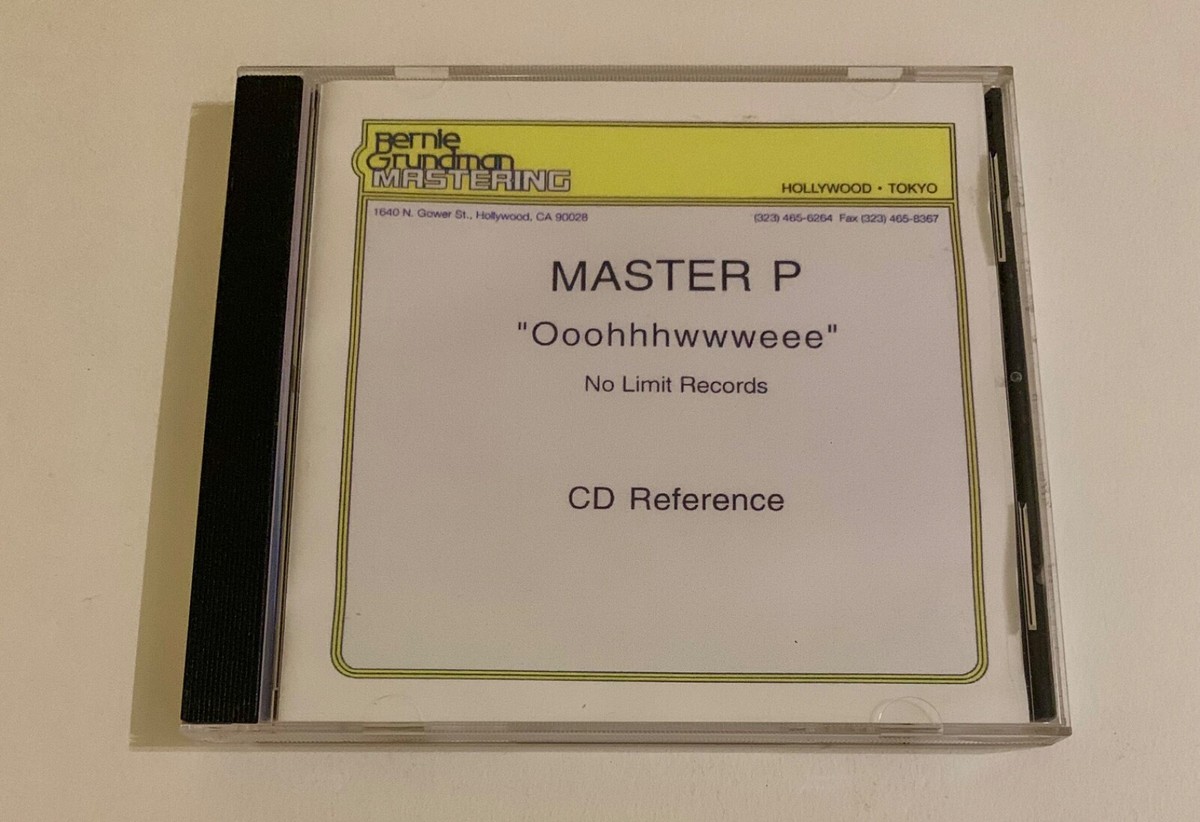 Bernie
Grundman
MASTERING
HOLLYWOOD • TOKYO
1640 N. Gower St., Hollywood, CA 90028
(323) 465-6264 Fax (323) 465-8367
MASTER P
"Ooohhhwwweee"
No Limit Records
CD Reference